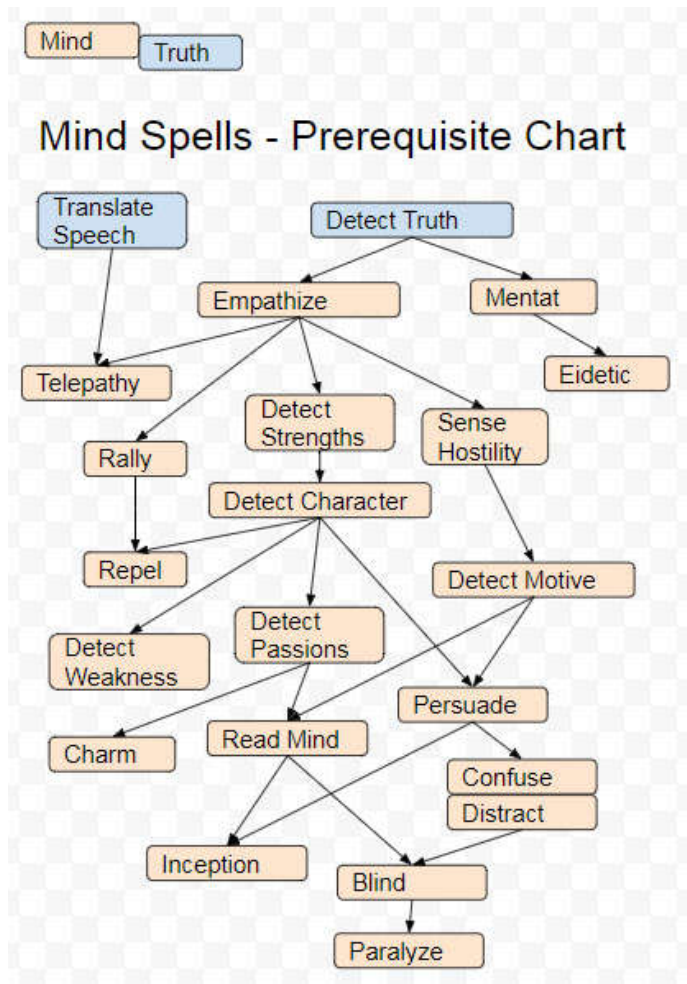 Mind
Truth
Mind Spells - Prerequisite Chart
Translate
Speech
Detect Truth
Empathize
Mentat
Telepathy
Eidetic
Detect
Strengths
Sense
Hostility
Rally
Detect Character
Repel
Detect Motive
Detect
Passions
Detect
Weakness
Persuade
Read Mind
Charm
Confuse
Distract
Inception
Blind
Paralyze